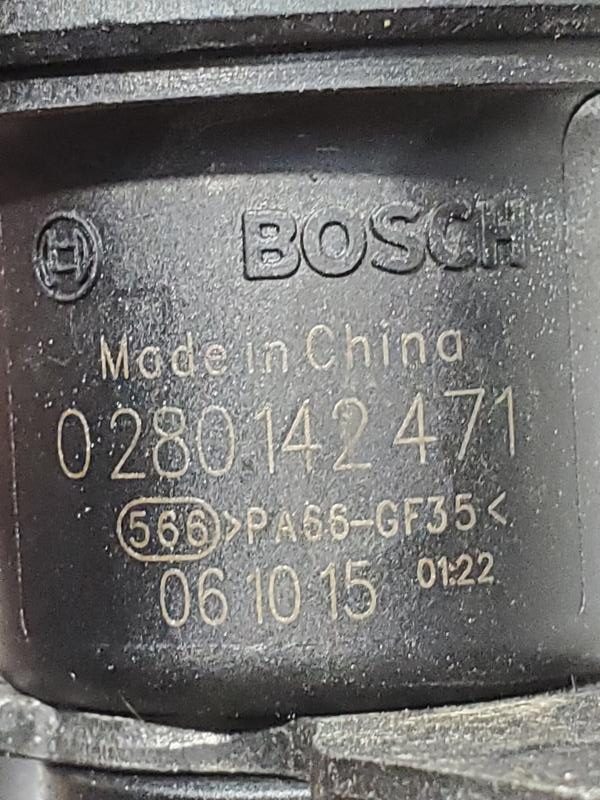 BOSCH
Made in China
0 280 142 471
566 >PA66-GF35<
06 10 15 01:22